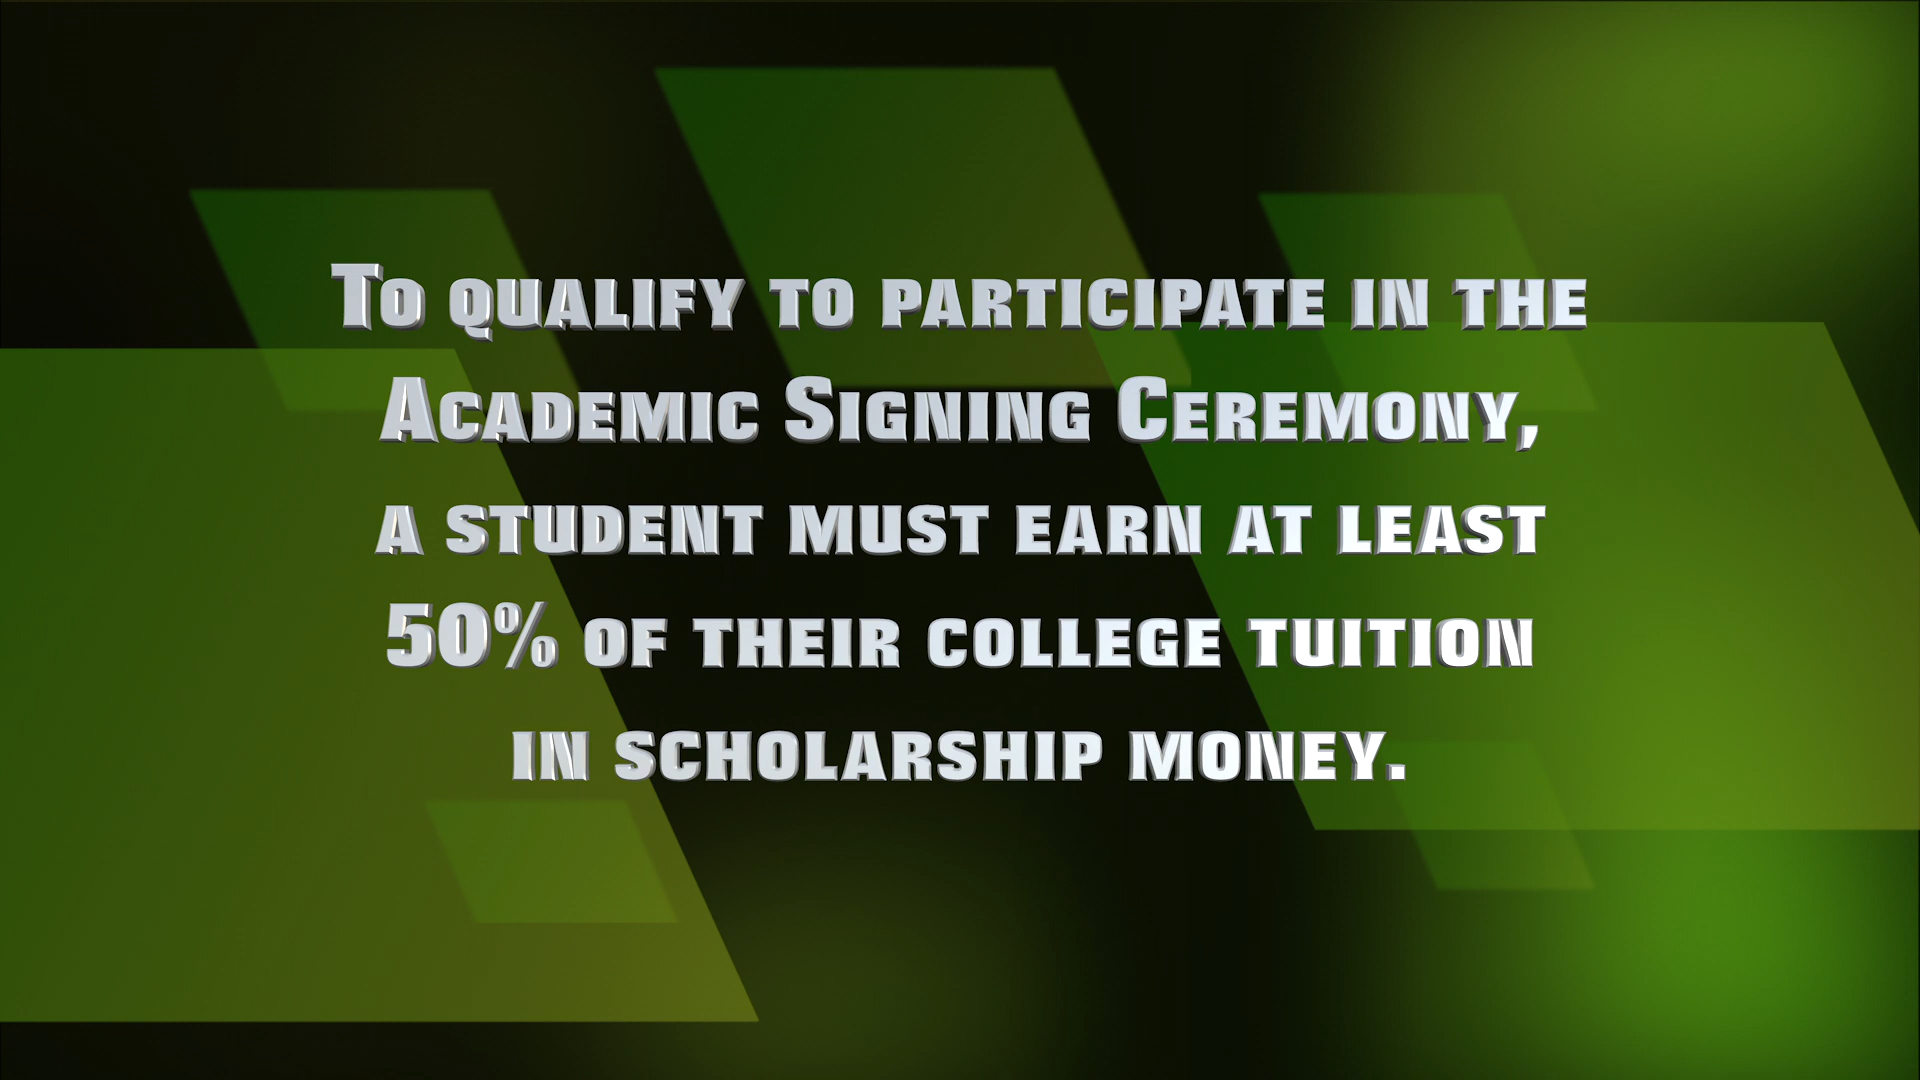 To qualify to participate in the
Academic Signing Ceremony,
a student must earn at least
50% of their college tuition
in scholarship money.